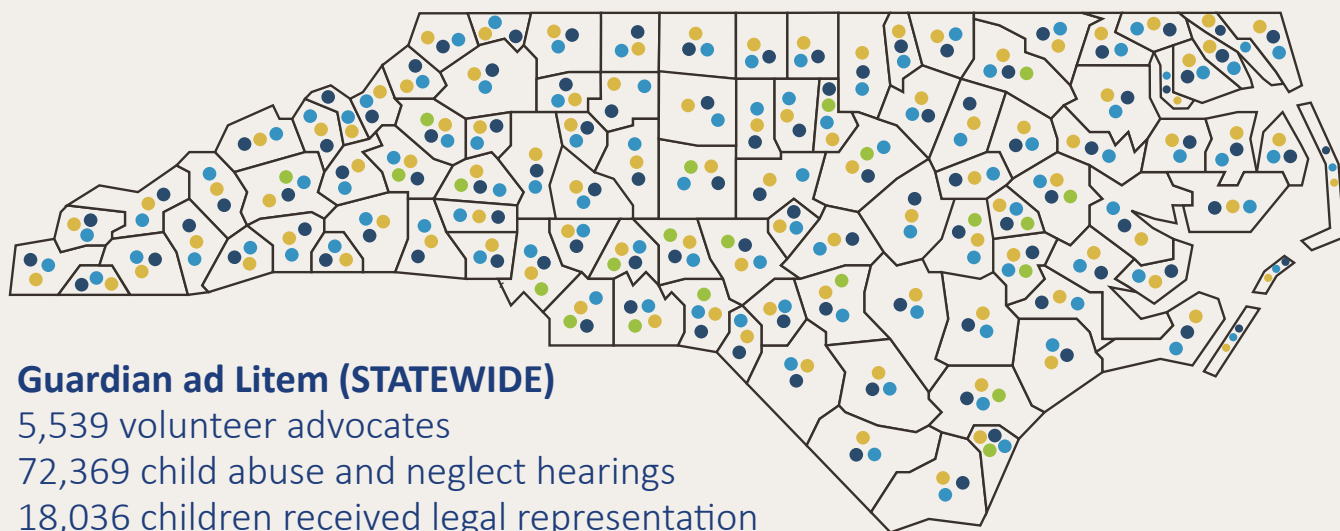 Guardian ad Litem (STATEWIDE)
5,539 volunteer advocates
72,369 child abuse and neglect hearings
18,036 children received legal representation